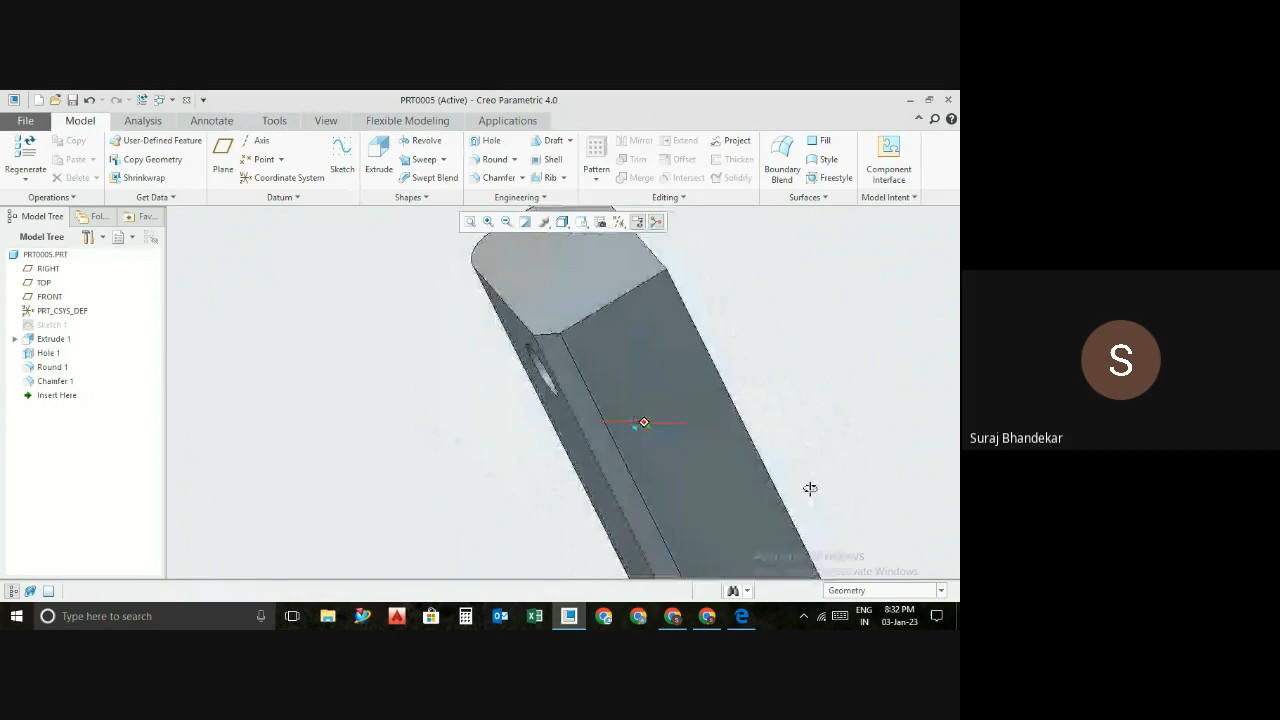 PRT0005 (Active) - Creo Parametric 4.0
File Model Analysis Annotate Tools View Flexible Modeling Applications
Copy User-Defined Feature Axis Revolve Hole Draft Mirror Extend Project Fill
Regenerate Paste Copy Geometry Plane Point Sketch Extrude Sweep Round Shell Pattern Trim Offset Thicken Boundary Blend Style Component Interface
Delete Shrinkwrap Coordinate System Swept Blend Chamfer Rib Merge Intersect Solidify Freestyle
Operations Get Data Datum Shapes Engineering Editing Surfaces Model Intent
Model Tree Fol... Fav...
Model Tree
PRT0005.PRT
RIGHT
TOP
FRONT
PRT_CSYS_DEF
Sketch 1
Extrude 1
Hole 1
Round 1
Chamfer 1
Insert Here
S
Suraj Bhandekar
Geometry
Type here to search
ENG
IN
8:32 PM
03-Jan-23